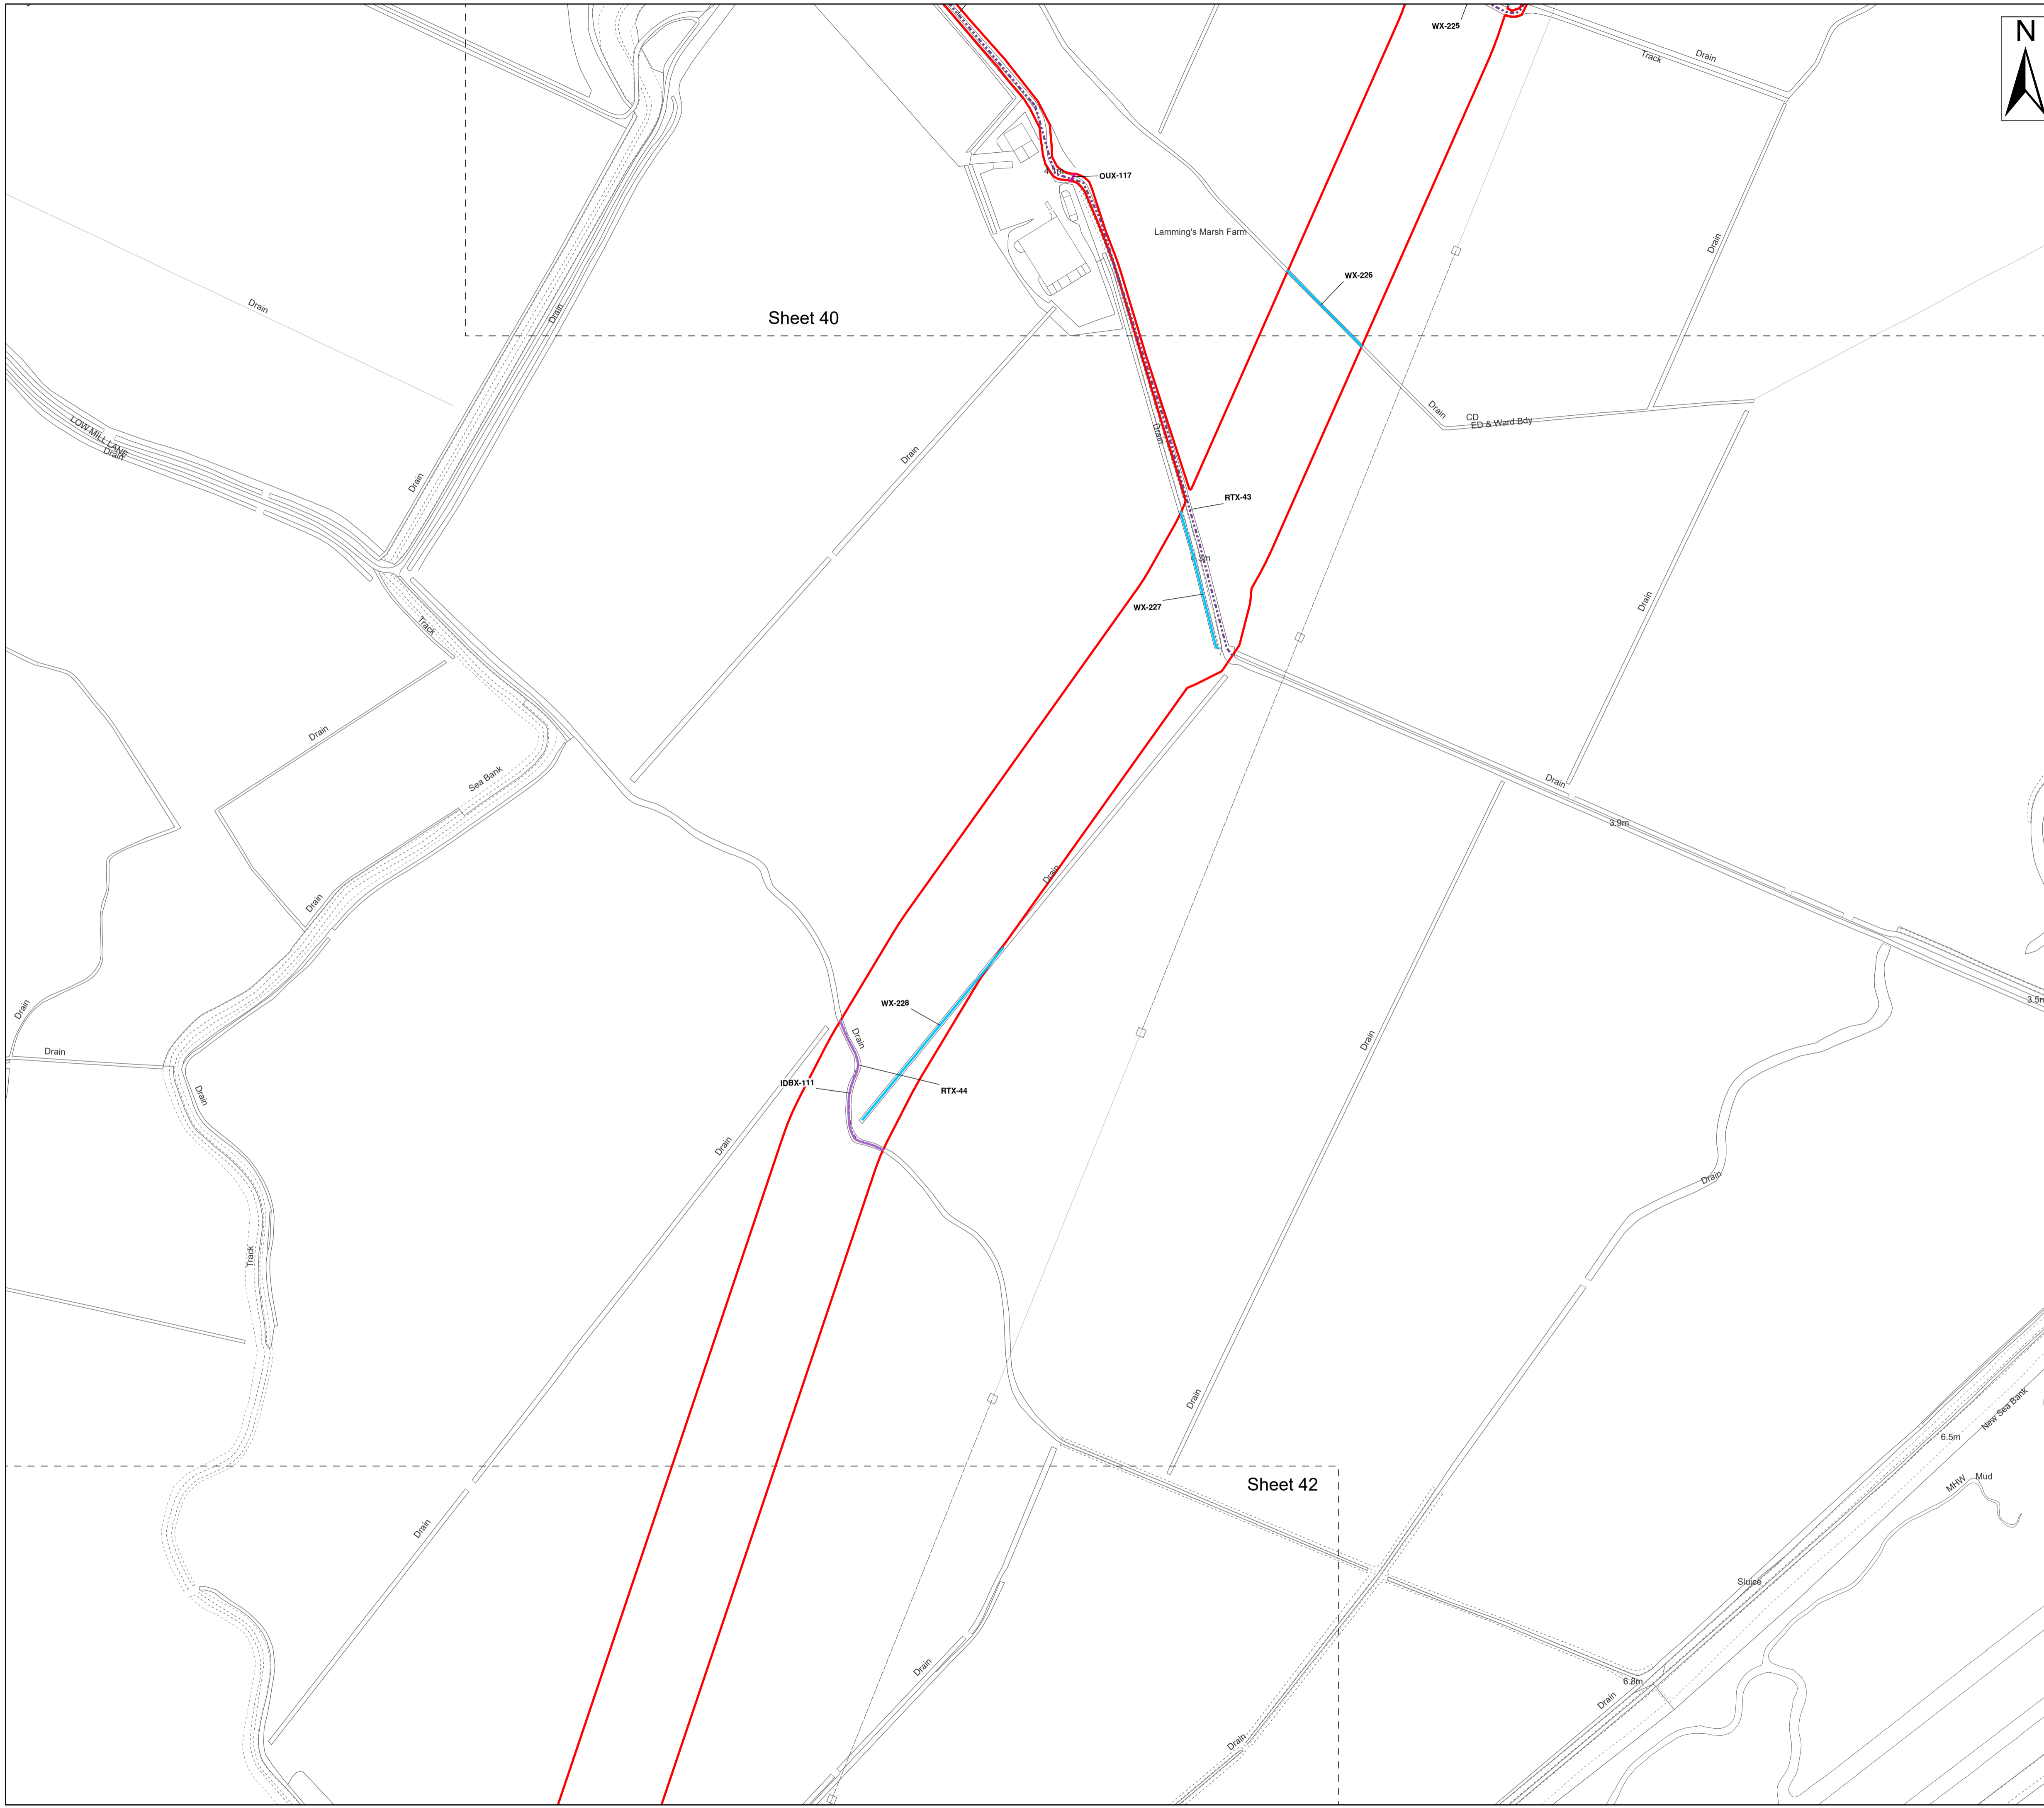 WX-225
Drain
Track
N
OUX-117
Lamming's Marsh Farm
Drain
WX-226
Drain
Drain
Sheet 40
LOW MILL LANE
Drain
Drain
Drain
Drain
Drain
CD
ED & Ward Bdy
Drain
RTX-43
WX-227
Drain
Track
Drain
Sea Bank
Drain
3.9m
Drain
Drain
WX-228
3.5m
Drain
Drain
Drain
Drain
IDBX-111
RTX-44
Drain
Drain
Drain
Track
Drain
New Sea Bank
6.5m
MHW
Mud
Sheet 42
Drain
Sluice
Drain
6.8m
Drain
Drain